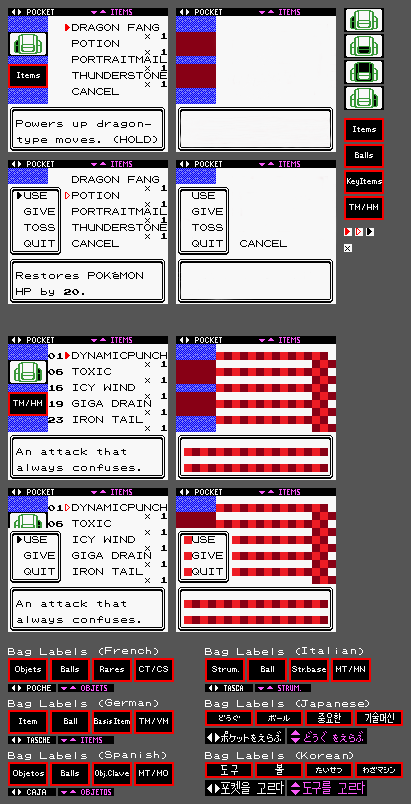 POCKET ITEMS
DRAGON FANG
× 1
POTION
× 1
PORTRAITMAIL
× 1
THUNDERSTONE
× 1
CANCEL
Items
Powers up dragon-
type moves. (HOLD)
POCKET ITEMS
Items
Balls
KeyItems
TM/HM
×
POCKET ITEMS
DRAGON FANG
× 1
POTION
× 1
PORTRAITMAIL
× 1
THUNDERSTONE
× 1
CANCEL
USE
GIVE
TOSS
QUIT
Restores POKéMON
HP by 20.
POCKET ITEMS
USE
GIVE
TOSS
QUIT
CANCEL
POCKET ITEMS
01 DYNAMICPUNCH
× 1
06 TOXIC
× 1
16 ICY WIND
× 1
19 GIGA DRAIN
× 1
23 IRON TAIL
× 1
TM/HM
An attack that
always confuses.
POCKET ITEMS
POCKET ITEMS
01 DYNAMICPUNCH
× 1
06 TOXIC
× 1
ICY WIND
× 1
GIGA DRAIN
× 1
IRON TAIL
× 1
USE
GIVE
QUIT
An attack that
always confuses.
POCKET ITEMS
USE
GIVE
QUIT
Bag Labels (French)
Objets Balls Rares CT/CS
POCHE OBJETS
Bag Labels (German)
Item Ball BasisItem TM/VM
TASCHE ITEMS
Bag Labels (Spanish)
Objetos Balls Obj.Clave MT/MO
CAJA OBJETOS
Bag Labels (Italian)
Strum. Ball Str.base MT/MN
TASCA STRUM.
Bag Labels (Japanese)
どうぐ ボール 중요한 기술머신
ポケットをえらぶ どうぐをえらぶ
Bag Labels (Korean)
도구 볼 たいせつ わざマシン
포켓을 고르다 도구를 고르다